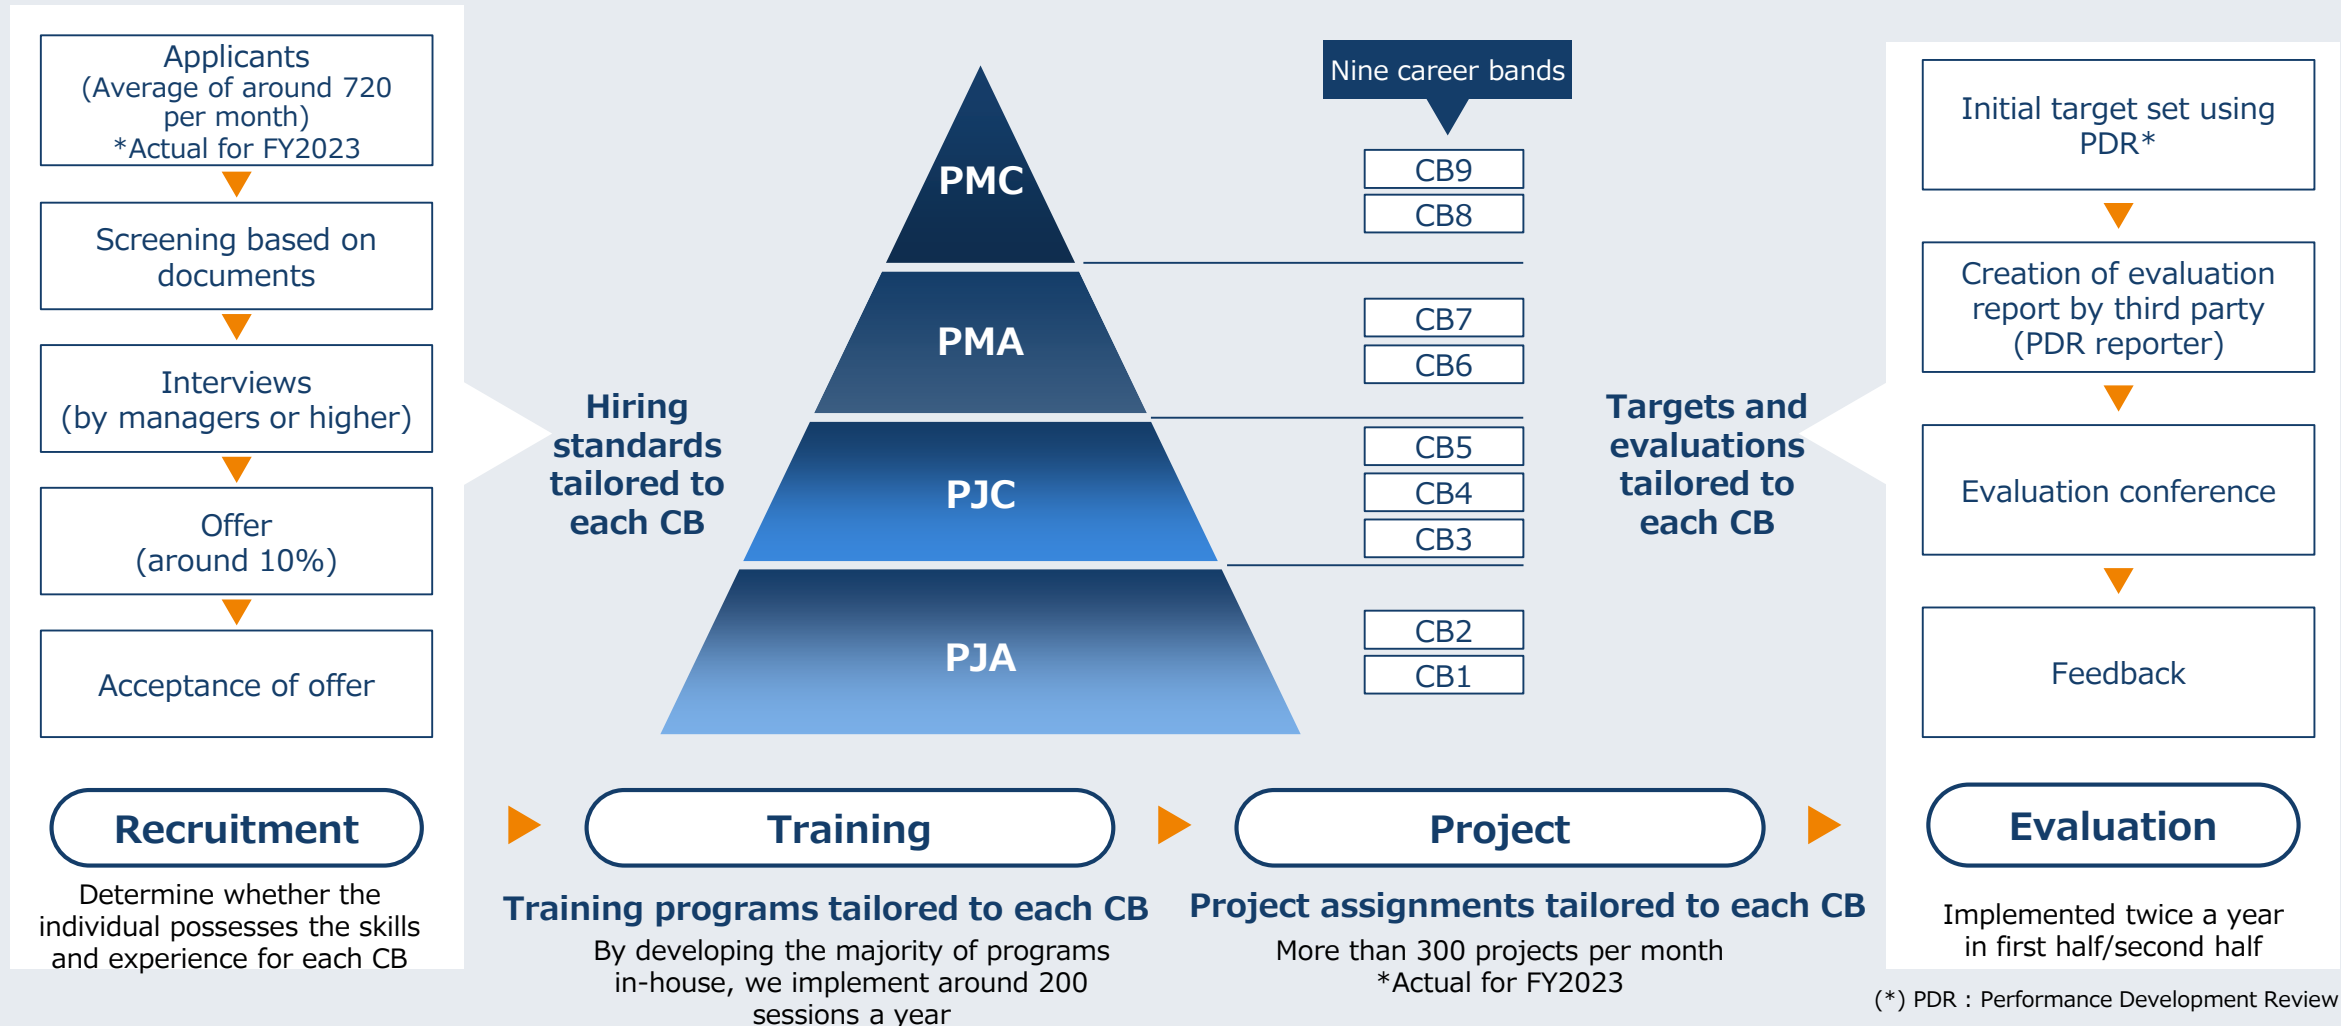 Applicants
(Average of around 720
per month)
*Actual for FY2023
Screening based on
documents
Interviews
(by managers or higher)
Offer
(around 10%)
Acceptance of offer
Recruitment
Determine whether the
individual possesses the skills
and experience for each CB
Hiring
standards
tailored to
each CB
PMC
PMA
PJC
PJA
Nine career bands
CB9
CB8
CB7
CB6
CB5
CB4
CB3
CB2
CB1
Training
Training programs tailored to each CB
By developing the majority of programs
in-house, we implement around 200
sessions a year
Project
Project assignments tailored to each CB
More than 300 projects per month
*Actual for FY2023
Targets and
evaluations
tailored to
each CB
Initial target set using
PDR*
Creation of evaluation
report by third party
(PDR reporter)
Evaluation conference
Feedback
Evaluation
Implemented twice a year
in first half/second half
(*) PDR : Performance Development Review